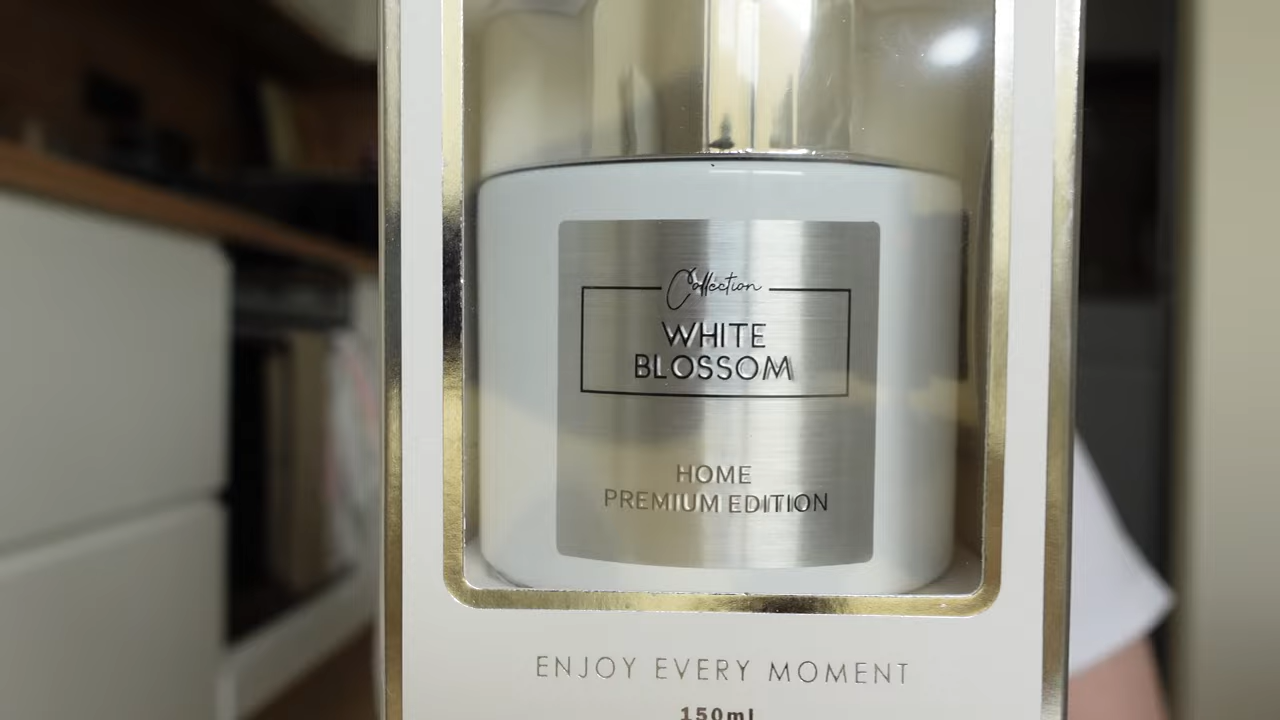 Collection
WHITE
BLOSSOM
HOME
PREMIUM EDITION
ENJOY EVERY MOMENT
150ml